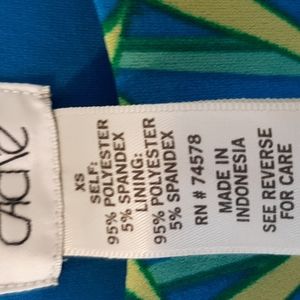 CACHE
XS
SELF:
95% POLYESTER
5% SPANDEX
LINING:
95% POLYESTER
5% SPANDEX
RN # 74578
MADE IN
INDONESIA
SEE REVERSE
FOR CARE